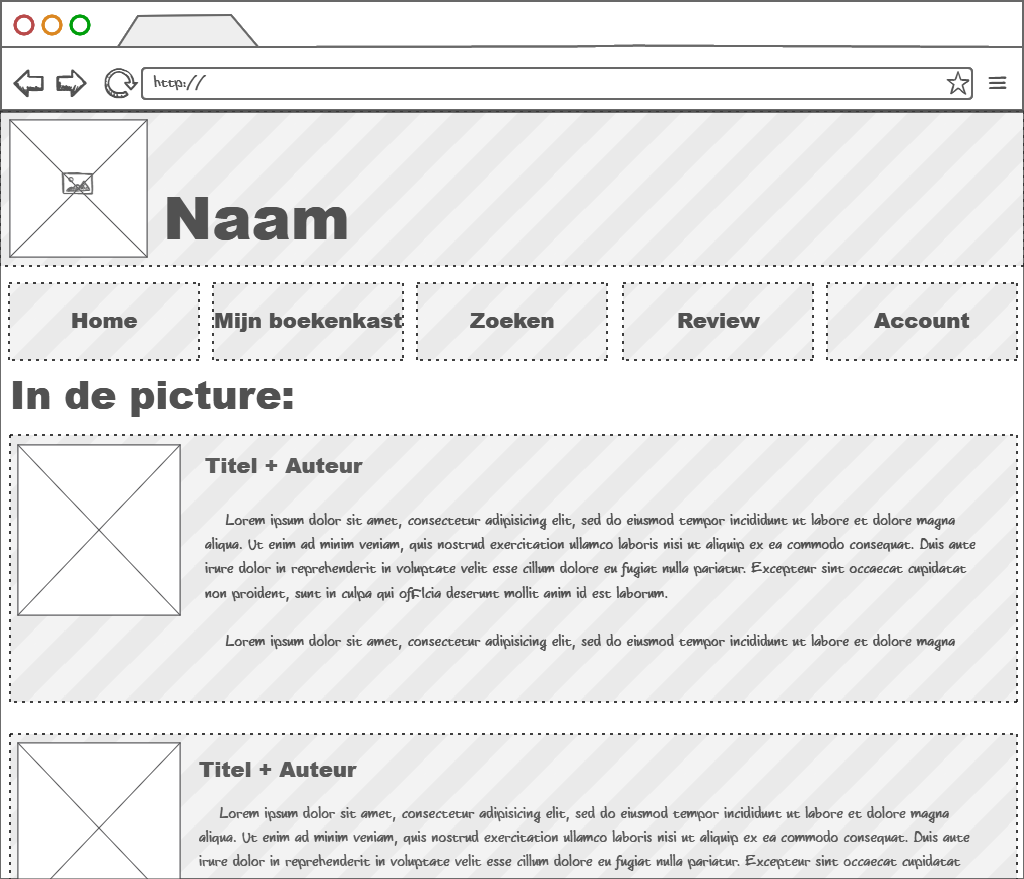 http://
Naam
Home
Mijn boekenkast
Zoeken
Review
Account
In de picture:
Titel + Auteur
Lorem ipsum dolor sit amet, consectetur adipisicing elit, sed do eiusmod tempor incididunt ut labore et dolore magna
aliqua. Ut enim ad minim veniam, quis nostrud exercitation ullamco laboris nisi ut aliquip ex ea commodo consequat. Duis aute
irure dolor in reprehenderit in voluptate velit esse cillum dolore eu fugiat nulla pariatur. Excepteur sint occaecat cupidatat
non proident, sunt in culpa qui officia deserunt mollit anim id est laborum.
Lorem ipsum dolor sit amet, consectetur adipisicing elit, sed do eiusmod tempor incididunt ut labore et dolore magna
Titel + Auteur
Lorem ipsum dolor sit amet, consectetur adipisicing elit, sed do eiusmod tempor incididunt ut labore et dolore magna
aliqua. Ut enim ad minim veniam, quis nostrud exercitation ullamco laboris nisi ut aliquip ex ea commodo consequat. Duis aute
irure dolor in reprehenderit in voluptate velit esse cillum dolore eu fugiat nulla pariatur. Excepteur sint occaecat cupidatat